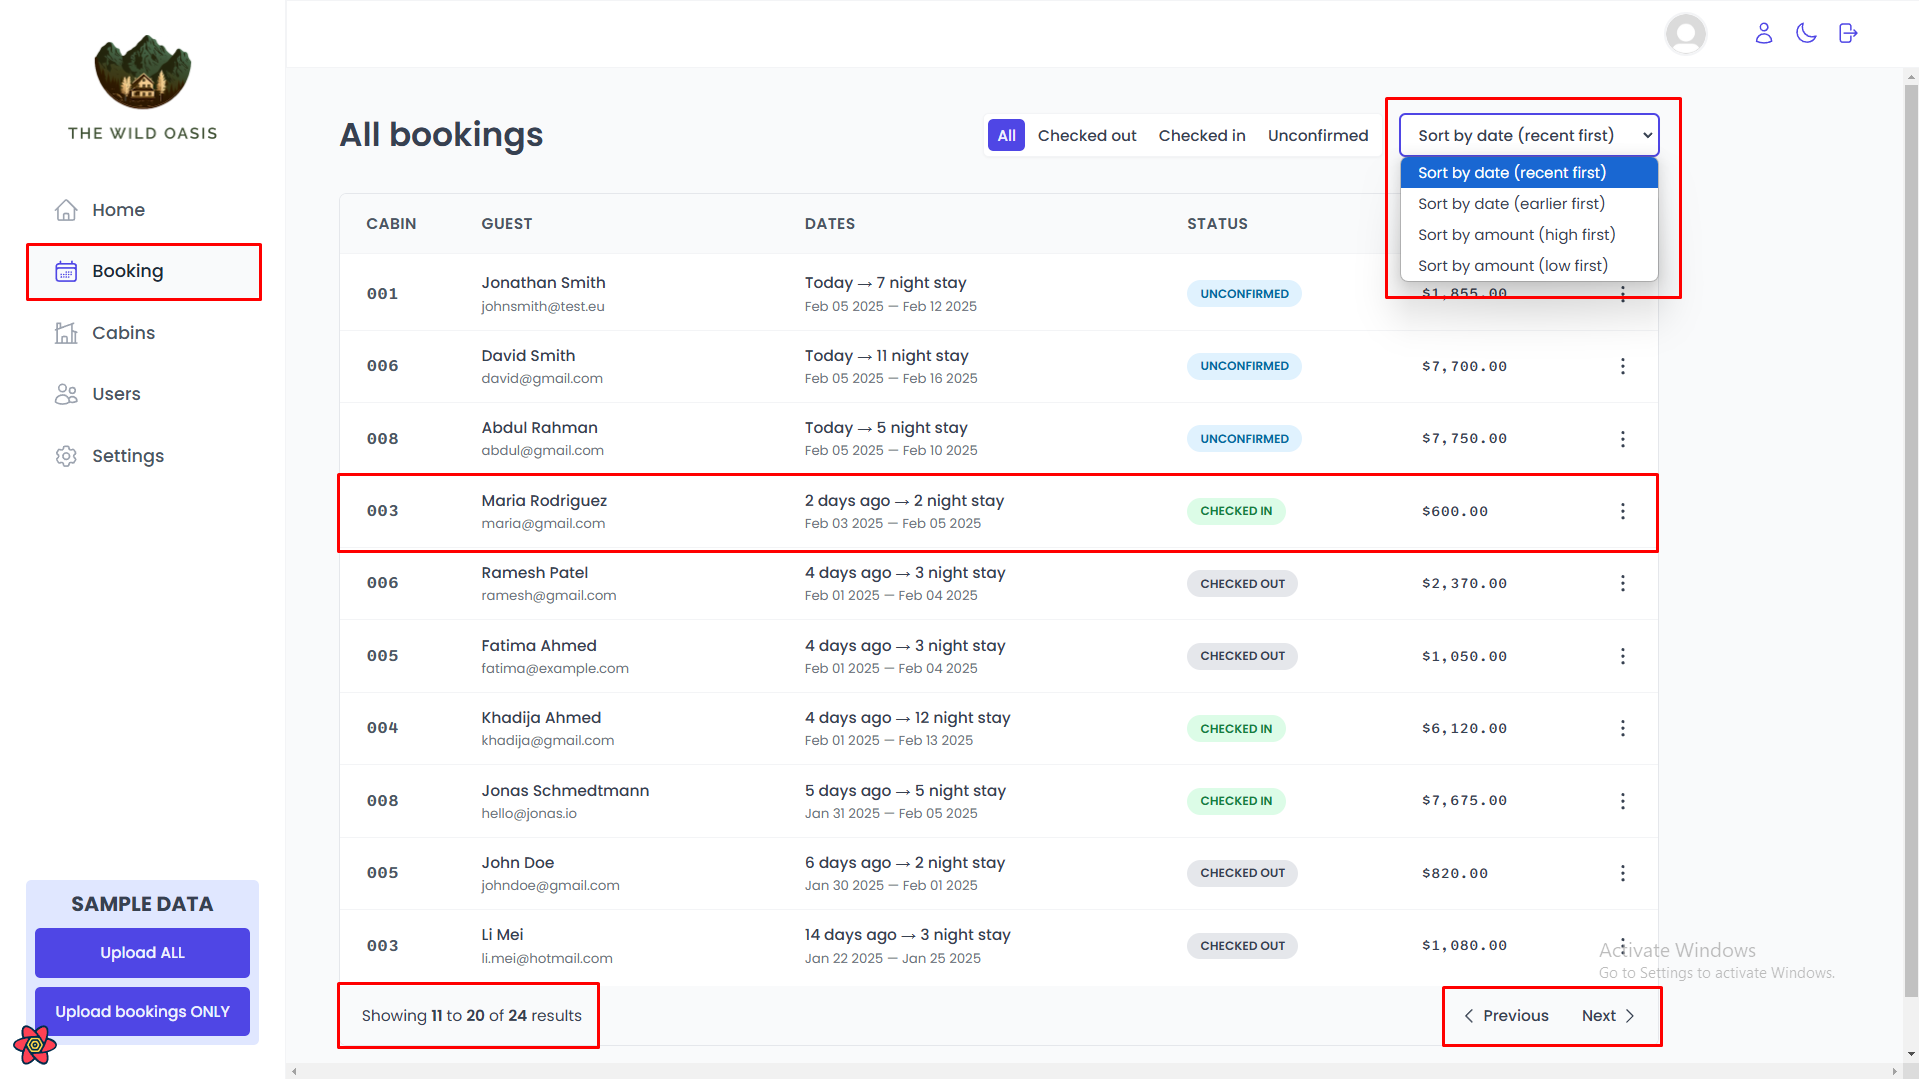 THE WILD OASIS
Home
Booking
Cabins
Users
Settings
SAMPLE DATA
Upload ALL
Upload bookings ONLY
All bookings
All Checked out Checked in Unconfirmed
Sort by date (recent first)
Sort by date (recent first)
Sort by date (earlier first)
Sort by amount (high first)
Sort by amount (low first)
CABIN GUEST DATES STATUS
001 Jonathan Smith Today → 7 night stay UNCONFIRMED $1,855.00
johnsmith@test.eu Feb 05 2025 — Feb 12 2025
006 David Smith Today → 11 night stay UNCONFIRMED $7,700.00
david@gmail.com Feb 05 2025 — Feb 16 2025
008 Abdul Rahman Today → 5 night stay UNCONFIRMED $7,750.00
abdul@gmail.com Feb 05 2025 — Feb 10 2025
003 Maria Rodriguez 2 days ago → 2 night stay CHECKED IN $600.00
maria@gmail.com Feb 03 2025 — Feb 05 2025
006 Ramesh Patel 4 days ago → 3 night stay CHECKED OUT $2,370.00
ramesh@gmail.com Feb 01 2025 — Feb 04 2025
005 Fatima Ahmed 4 days ago → 3 night stay CHECKED OUT $1,050.00
fatima@example.com Feb 01 2025 — Feb 04 2025
004 Khadija Ahmed 4 days ago → 12 night stay CHECKED IN $6,120.00
khadija@gmail.com Feb 01 2025 — Feb 13 2025
008 Jonas Schmedtmann 5 days ago → 5 night stay CHECKED IN $7,675.00
hello@jonas.io Jan 31 2025 — Feb 05 2025
005 John Doe 6 days ago → 2 night stay CHECKED OUT $820.00
johndoe@gmail.com Jan 30 2025 — Feb 01 2025
003 Li Mei 14 days ago → 3 night stay CHECKED OUT $1,080.00
li.mei@hotmail.com Jan 22 2025 — Jan 25 2025
Activate Windows
Go to Settings to activate Windows.
Showing 11 to 20 of 24 results
Previous Next